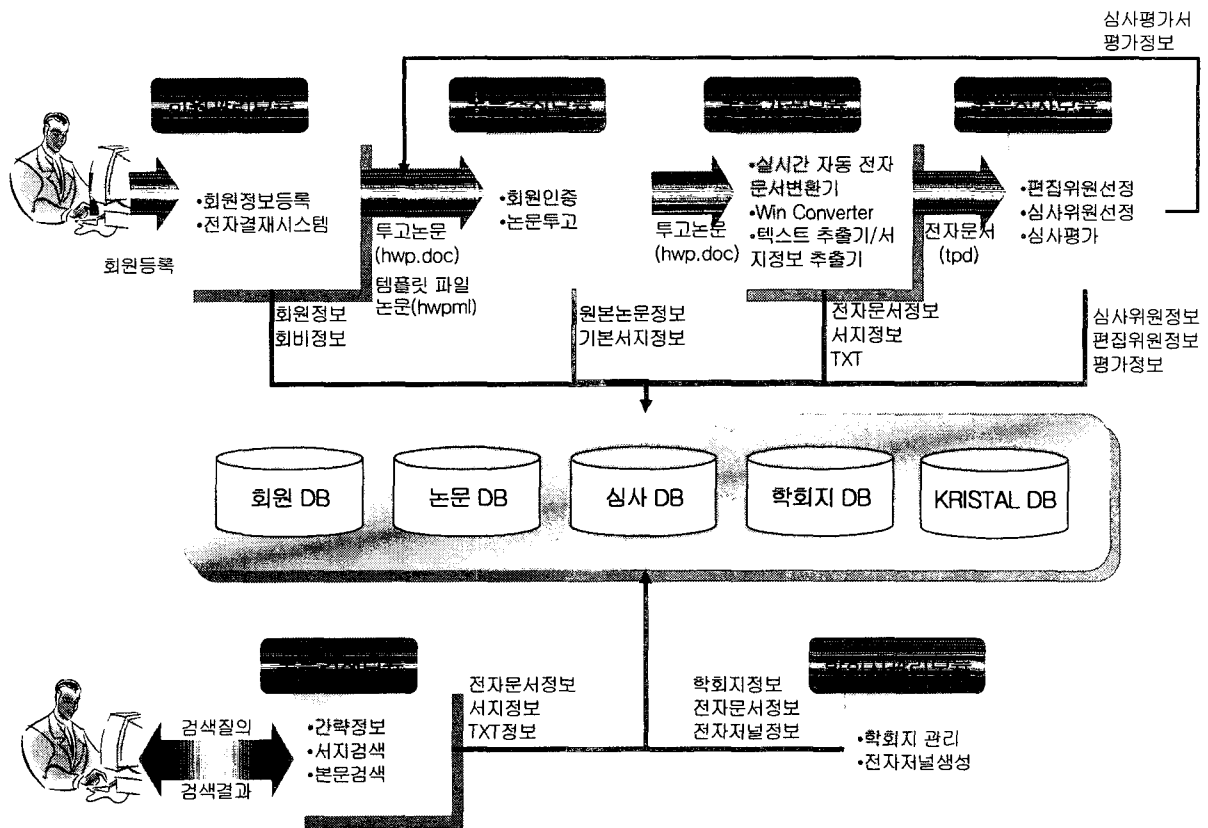 심사평가서
평가정보
회원등록
•회원정보등록
•전자결재시스템
투고논문
(hwp.doc)
템플릿 파일
논문(hwpml)
•회원인증
•논문투고
투고논문
(hwp.doc)
•실시간 자동 전자
문서변환기
•Win Converter
•텍스트 추출기/서
지정보 추출기
전자문서
(tpd)
•편집위원선정
•심사위원선정
•심사평가
회원정보
회비정보
원본논문정보
기본서지정보
전자문서정보
서지정보
TXT
심사위원정보
편집위원정보
평가정보
회원 DB
논문 DB
심사 DB
학회지 DB
KRISTAL DB
검색질의
검색결과
•간략정보
•서지검색
•본문검색
전자문서정보
서지정보
TXT정보
학회지정보
전자문서정보
전자저널정보
•학회지 관리
•전자저널생성